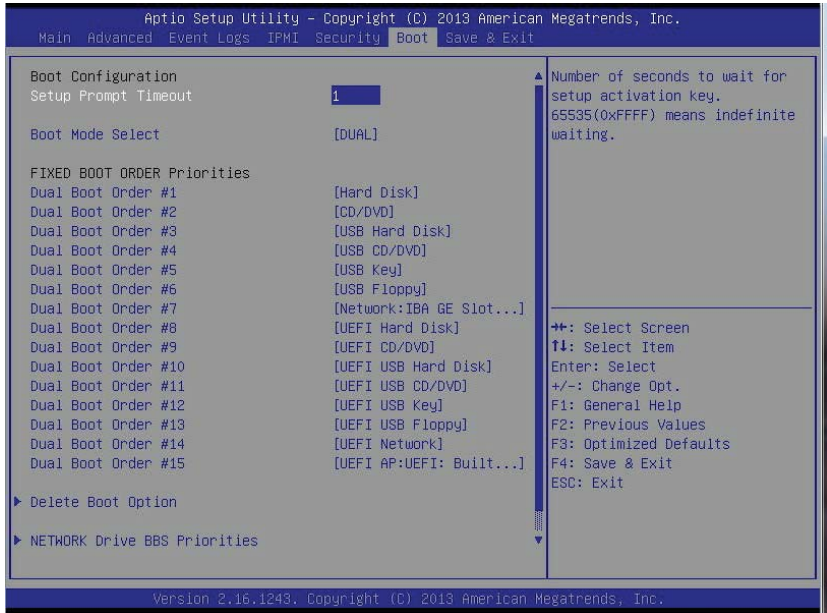 Aptio Setup Utility – Copyright (C) 2013 American Megatrends, Inc.
Main Advanced Event Logs IPMI Security Boot Save & Exit
Boot Configuration
Setup Prompt Timeout 1
Boot Mode Select [DUAL]
FIXED BOOT ORDER Priorities
Dual Boot Order #1 [Hard Disk]
Dual Boot Order #2 [CD/DVD]
Dual Boot Order #3 [USB Hard Disk]
Dual Boot Order #4 [USB CD/DVD]
Dual Boot Order #5 [USB Key]
Dual Boot Order #6 [USB Floppy]
Dual Boot Order #7 [Network:IBA GE Slot...]
Dual Boot Order #8 [UEFI Hard Disk]
Dual Boot Order #9 [UEFI CD/DVD]
Dual Boot Order #10 [UEFI USB Hard Disk]
Dual Boot Order #11 [UEFI USB CD/DVD]
Dual Boot Order #12 [UEFI USB Key]
Dual Boot Order #13 [UEFI USB Floppy]
Dual Boot Order #14 [UEFI Network]
Dual Boot Order #15 [UEFI AP:UEFI: Built...]
Delete Boot Option
NETWORK Drive BBS Priorities
Number of seconds to wait for
setup activation key.
65535(0xFFFF) means indefinite
waiting.
→←: Select Screen
↑↓: Select Item
Enter: Select
+/-: Change Opt.
F1: General Help
F2: Previous Values
F3: Optimized Defaults
F4: Save & Exit
ESC: Exit
Version 2.16.1243. Copyright (C) 2013 American Megatrends, Inc.